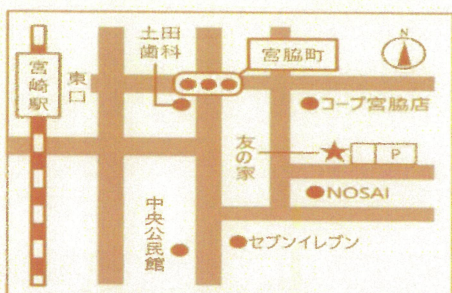 宮崎駅
東口
土田
歯科
宮脇町
コープ宮脇店
友の家
P
NOSAI
中央公民館
セブンイレブン